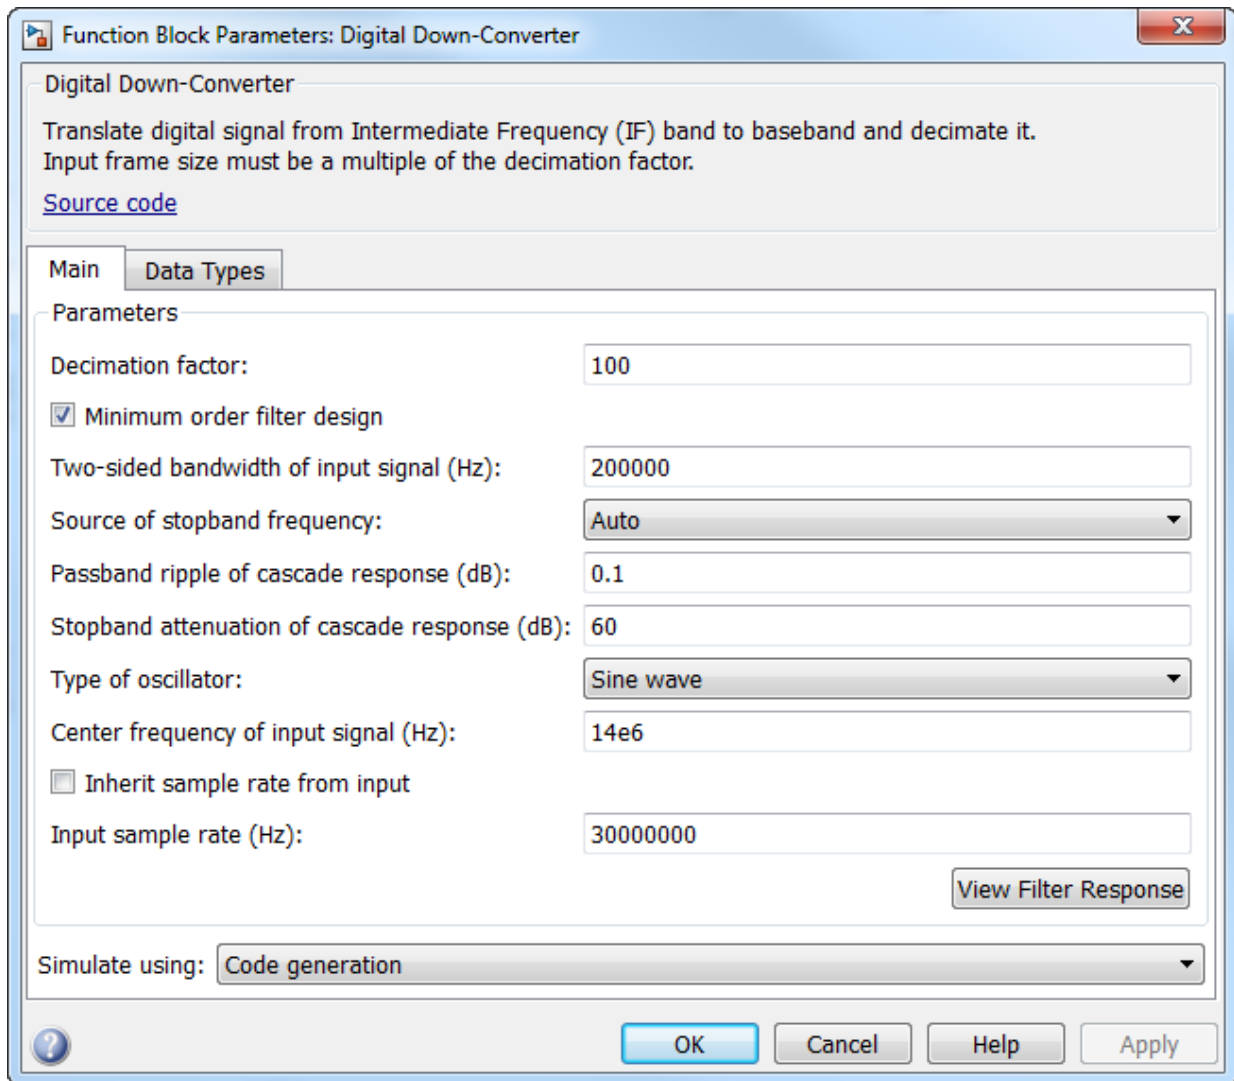 Function Block Parameters: Digital Down-Converter
X
Digital Down-Converter
Translate digital signal from Intermediate Frequency (IF) band to baseband and decimate it.
Input frame size must be a multiple of the decimation factor.
Source code
Main Data Types
Parameters
Decimation factor: 100
Minimum order filter design
Two-sided bandwidth of input signal (Hz): 200000
Source of stopband frequency: Auto
Passband ripple of cascade response (dB): 0.1
Stopband attenuation of cascade response (dB): 60
Type of oscillator: Sine wave
Center frequency of input signal (Hz): 14e6
Inherit sample rate from input
Input sample rate (Hz): 30000000
View Filter Response
Simulate using: Code generation
? OK Cancel Help Apply